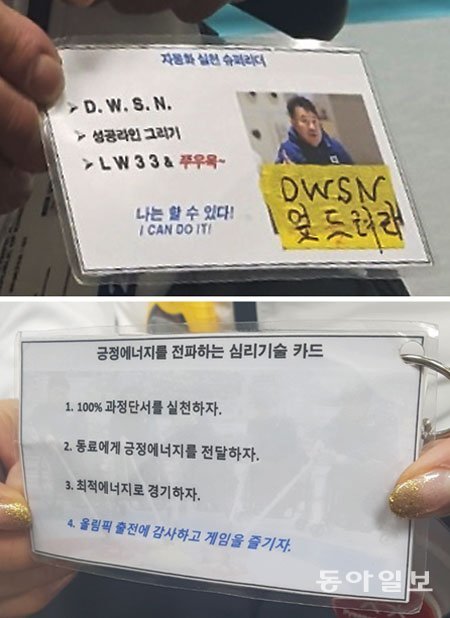 자동화 실천 슈퍼리더
➢ D.W.S.N.
➢ 성공라인 그리기
➢ LW33 & 쭈우욱~
나는 할 수 있다!
I CAN DO IT!
DWSN
엎드려라
긍정에너지를 전파하는 심리기술 카드
1. 100% 과정단서를 실천하자.
2. 동료에게 긍정에너지를 전달하자.
3. 최적에너지로 경기하자.
4. 올림픽 출전에 감사하고 게임을 즐기자.
동아일보